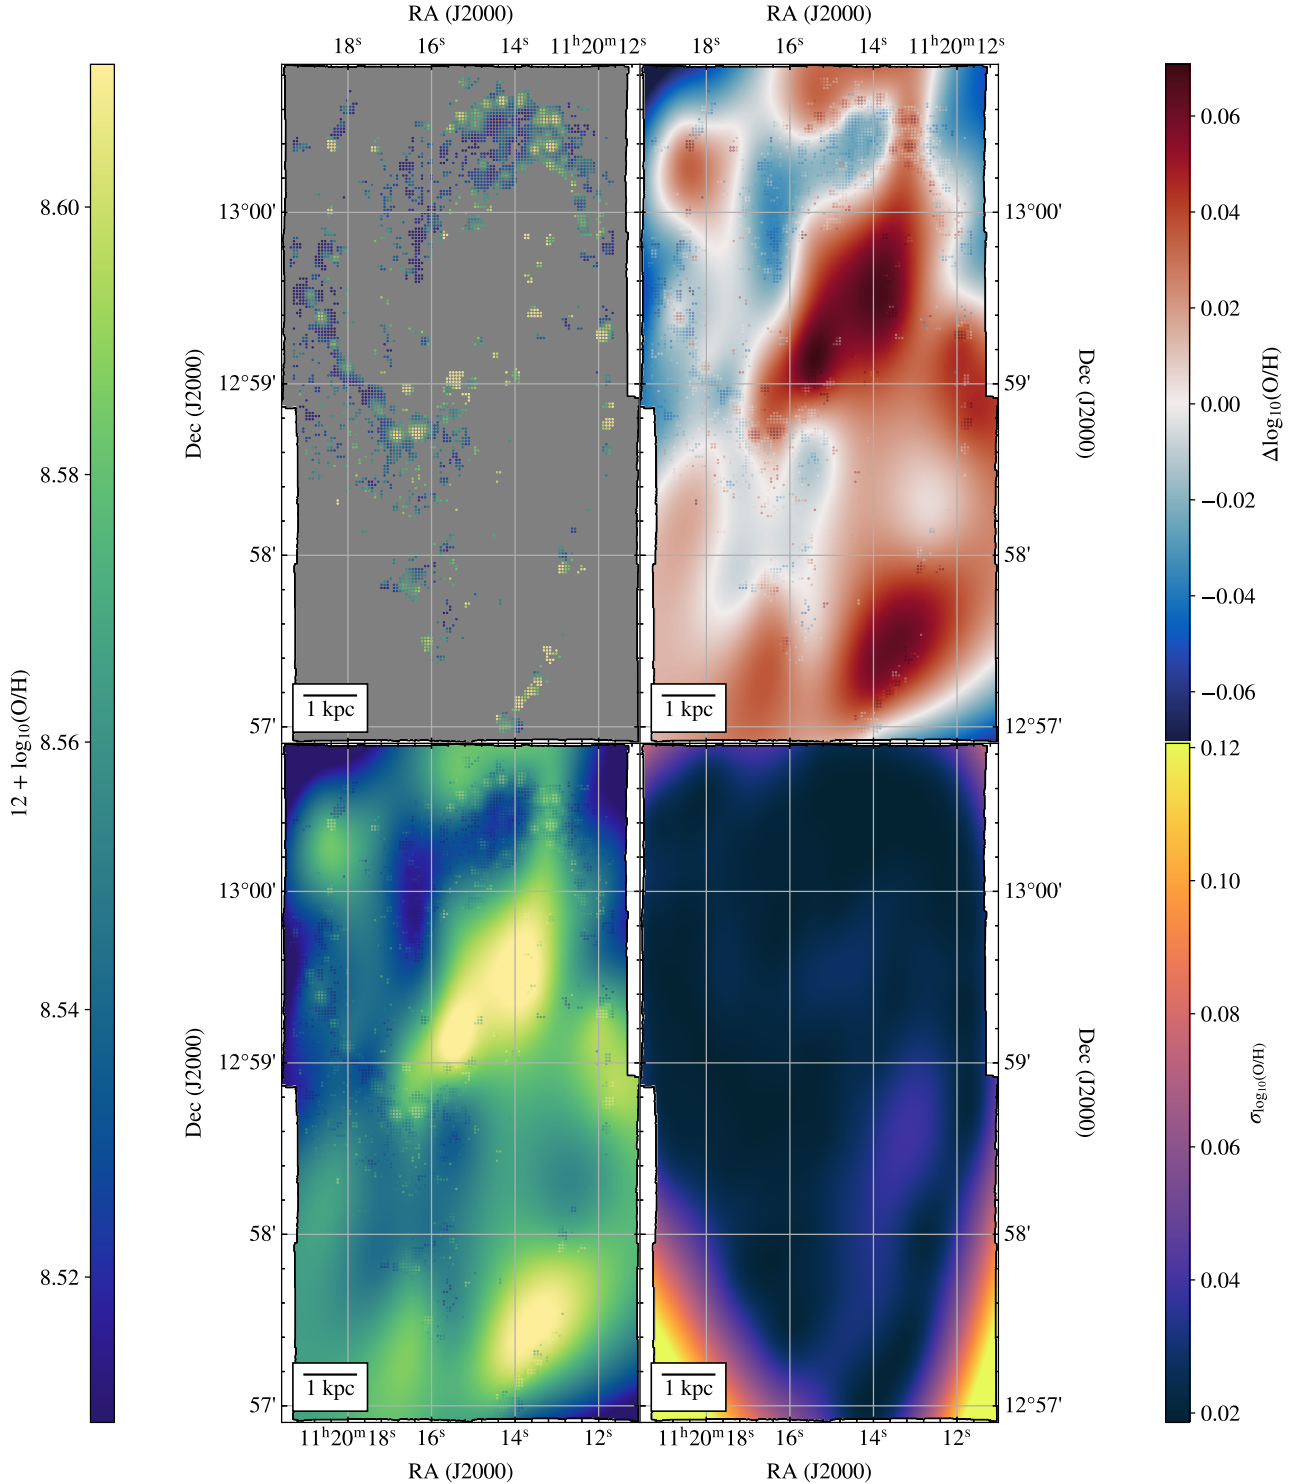 RA (J2000) RA (J2000)
18ˢ 16ˢ 14ˢ 11ʰ20ᵐ12ˢ 18ˢ 16ˢ 14ˢ 11ʰ20ᵐ12ˢ
13°00' 13°00'
12°59' 59'
58' 58'
57' 12°57'
Dec (J2000)
Dec (J2000)
1 kpc
1 kpc
8.60
8.58
8.56
8.54
8.52
12 + log₁₀(O/H)
0.06
0.04
0.02
0.00
−0.02
−0.04
−0.06
Δlog₁₀(O/H)
13°00' 13°00'
12°59' 59'
58' 58'
57' 12°57'
Dec (J2000)
Dec (J2000)
1 kpc
1 kpc
0.12
0.10
0.08
0.06
0.04
0.02
σlog₁₀(O/H)
11ʰ20ᵐ18ˢ 16ˢ 14ˢ 12ˢ 11ʰ20ᵐ18ˢ 16ˢ 14ˢ 12ˢ
RA (J2000) RA (J2000)